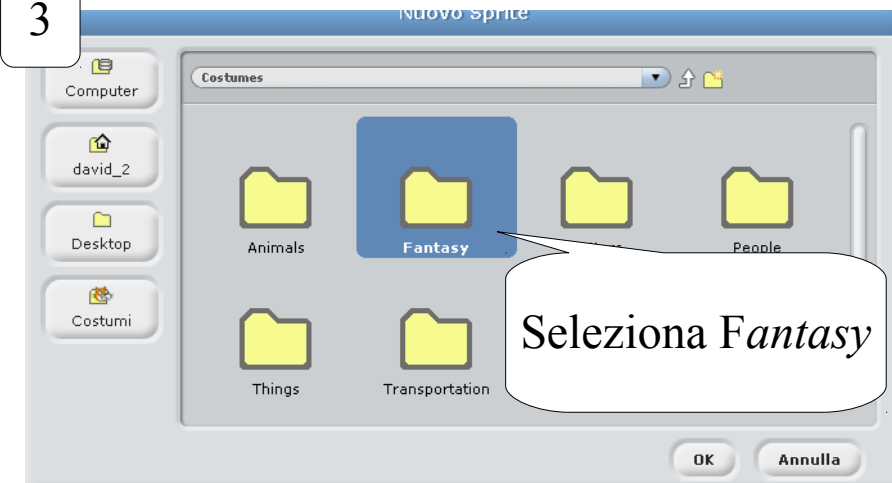 3
Nuovo Sprite
Computer
Costumes
david_2
Desktop
Costumi
Animals
Fantasy
People
Things
Transportation
Seleziona Fantasy
OK
Annulla